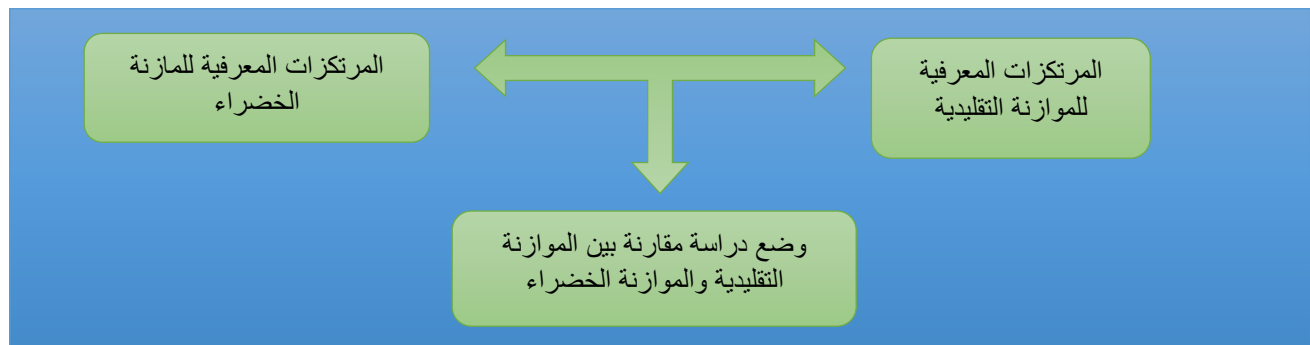 المرتكزات المعرفية
للموازنة التقليدية
المرتكزات المعرفية للمازنة
الخضراء
وضع دراسة مقارنة بين الموازنة
التقليدية والموازنة الخضراء